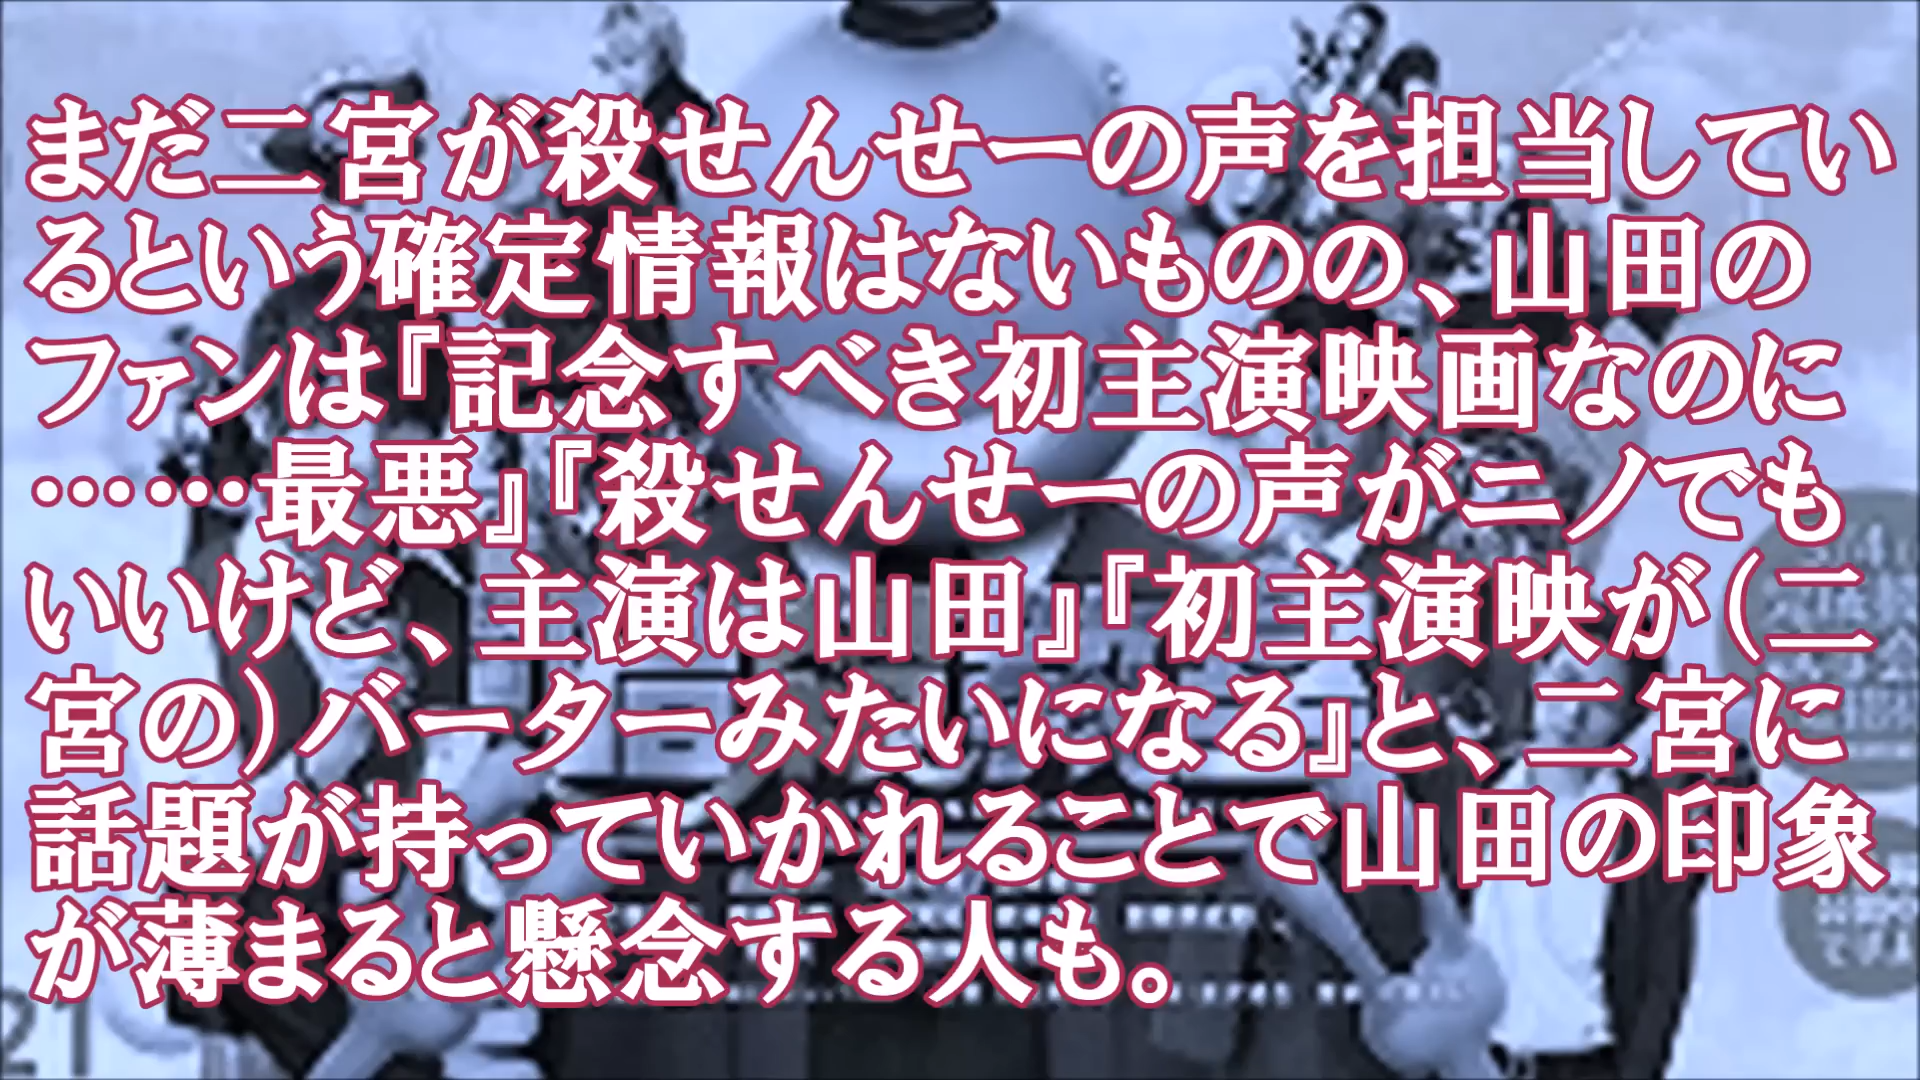 まだ二宮が殺せんせーの声を担当してい
るという確定情報はないものの、山田の
ファンは『記念すべき初主演映画なのに
……最悪』『殺せんせーの声がニノでも
いいけど、主演は山田』『初主演映が(二
宮の)バーターみたいになる』と、二宮に
話題が持っていかれることで山田の印象
が薄まると懸念する人も。
21